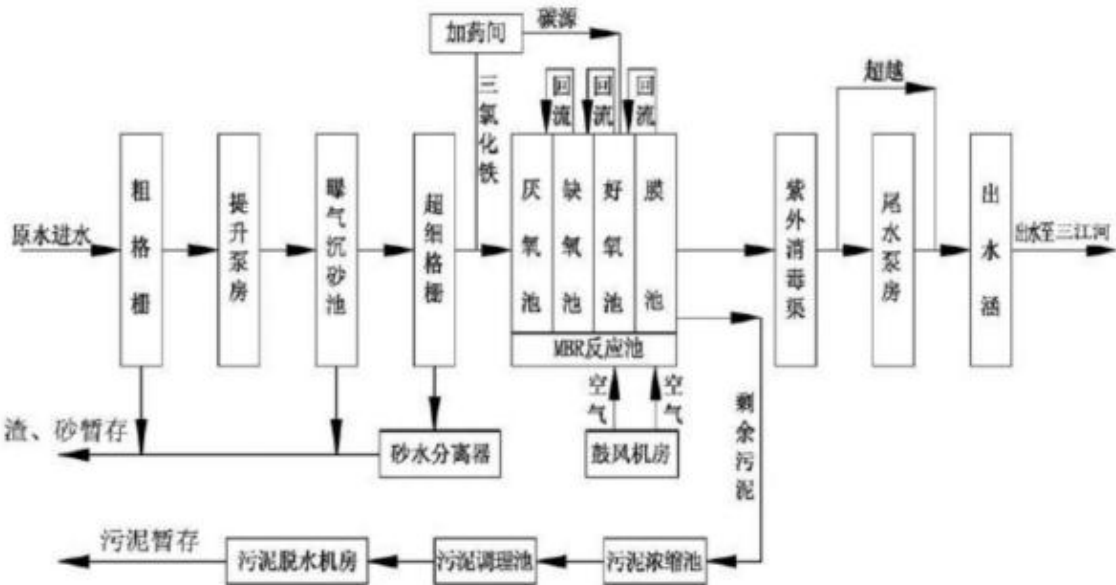 加药间
碳源
三氯化铁
回流
回流
回流
超越
原水进水
粗格栅
提升泵房
曝气沉砂池
超细格栅
厌氧池
缺氧池
好氧池
膜池
MBR反应池
紫外消毒渠
尾水泵房
出水涵
出水至三江河
空气
空气
鼓风机房
剩余污泥
渣、砂暂存
砂水分离器
污泥暂存
污泥脱水机房
污泥调理池
污泥浓缩池